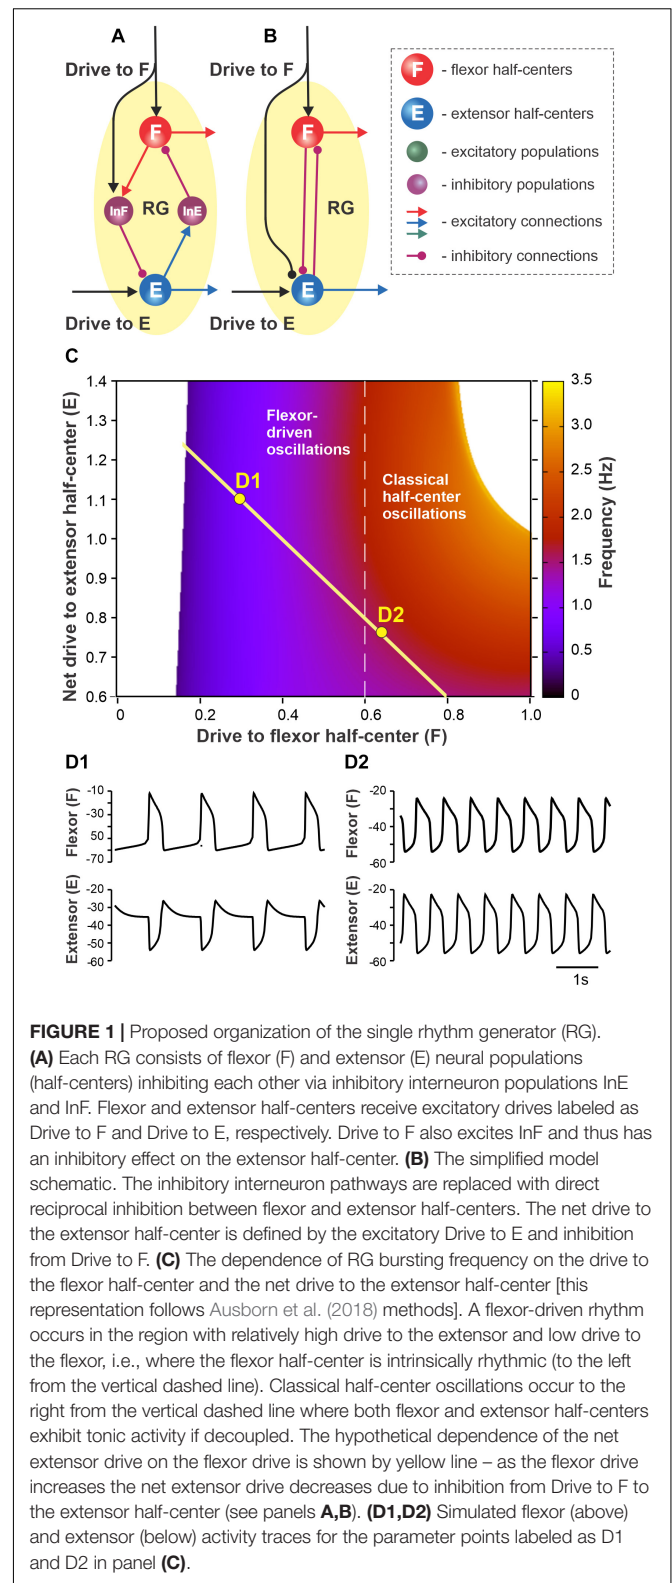 A
B
Drive to F
Drive to F
F
F
InF
RG
InE
RG
E
E
Drive to E
Drive to E
F - flexor half-centers
E - extensor half-centers
- excitatory populations
- inhibitory populations
- excitatory connections
- inhibitory connections
C
Net drive to extensor half-center (E)
1.4
1.3
1.2
1.1
1.0
0.9
0.8
0.7
0.6
0
0.2
0.4
0.6
0.8
1.0
Drive to flexor half-center (F)
Flexor-
driven
oscillations
Classical
half-center
oscillations
D1
D2
3.5
3.0
2.5
2.0
1.5
1.0
0.5
0
Frequency (Hz)
D1
Flexor (F)
-10
-30
50
-70
Extensor (E)
-20
-30
-40
-50
-60
D2
Flexor (F)
-20
-40
-60
Extensor (E)
-20
-40
-60
1s
FIGURE 1 | Proposed organization of the single rhythm generator (RG).
(A) Each RG consists of flexor (F) and extensor (E) neural populations
(half-centers) inhibiting each other via inhibitory interneuron populations InE
and InF. Flexor and extensor half-centers receive excitatory drives labeled as
Drive to F and Drive to E, respectively. Drive to F also excites InF and thus has
an inhibitory effect on the extensor half-center. (B) The simplified model
schematic. The inhibitory interneuron pathways are replaced with direct
reciprocal inhibition between flexor and extensor half-centers. The net drive to
the extensor half-center is defined by the excitatory Drive to E and inhibition
from Drive to F. (C) The dependence of RG bursting frequency on the drive to
the flexor half-center and the net drive to the extensor half-center [this
representation follows Ausborn et al. (2018) methods]. A flexor-driven rhythm
occurs in the region with relatively high drive to the extensor and low drive to
the flexor, i.e., where the flexor half-center is intrinsically rhythmic (to the left
from the vertical dashed line). Classical half-center oscillations occur to the
right from the vertical dashed line where both flexor and extensor half-centers
exhibit tonic activity if decoupled. The hypothetical dependence of the net
extensor drive on the flexor drive is shown by yellow line – as the flexor drive
increases the net extensor drive decreases due to inhibition from Drive to F to
the extensor half-center (see panels A,B). (D1,D2) Simulated flexor (above)
and extensor (below) activity traces for the parameter points labeled as D1
and D2 in panel (C).